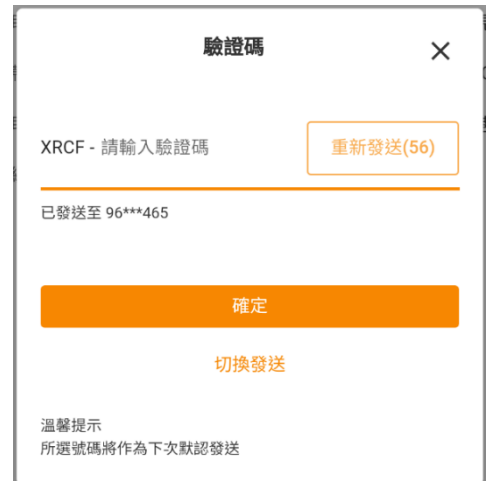 驗證碼
XRCF - 請輸入驗證碼
重新發送(56)
已發送至 96***465
確定
切換發送
溫馨提示
所選號碼將作為下次默認發送